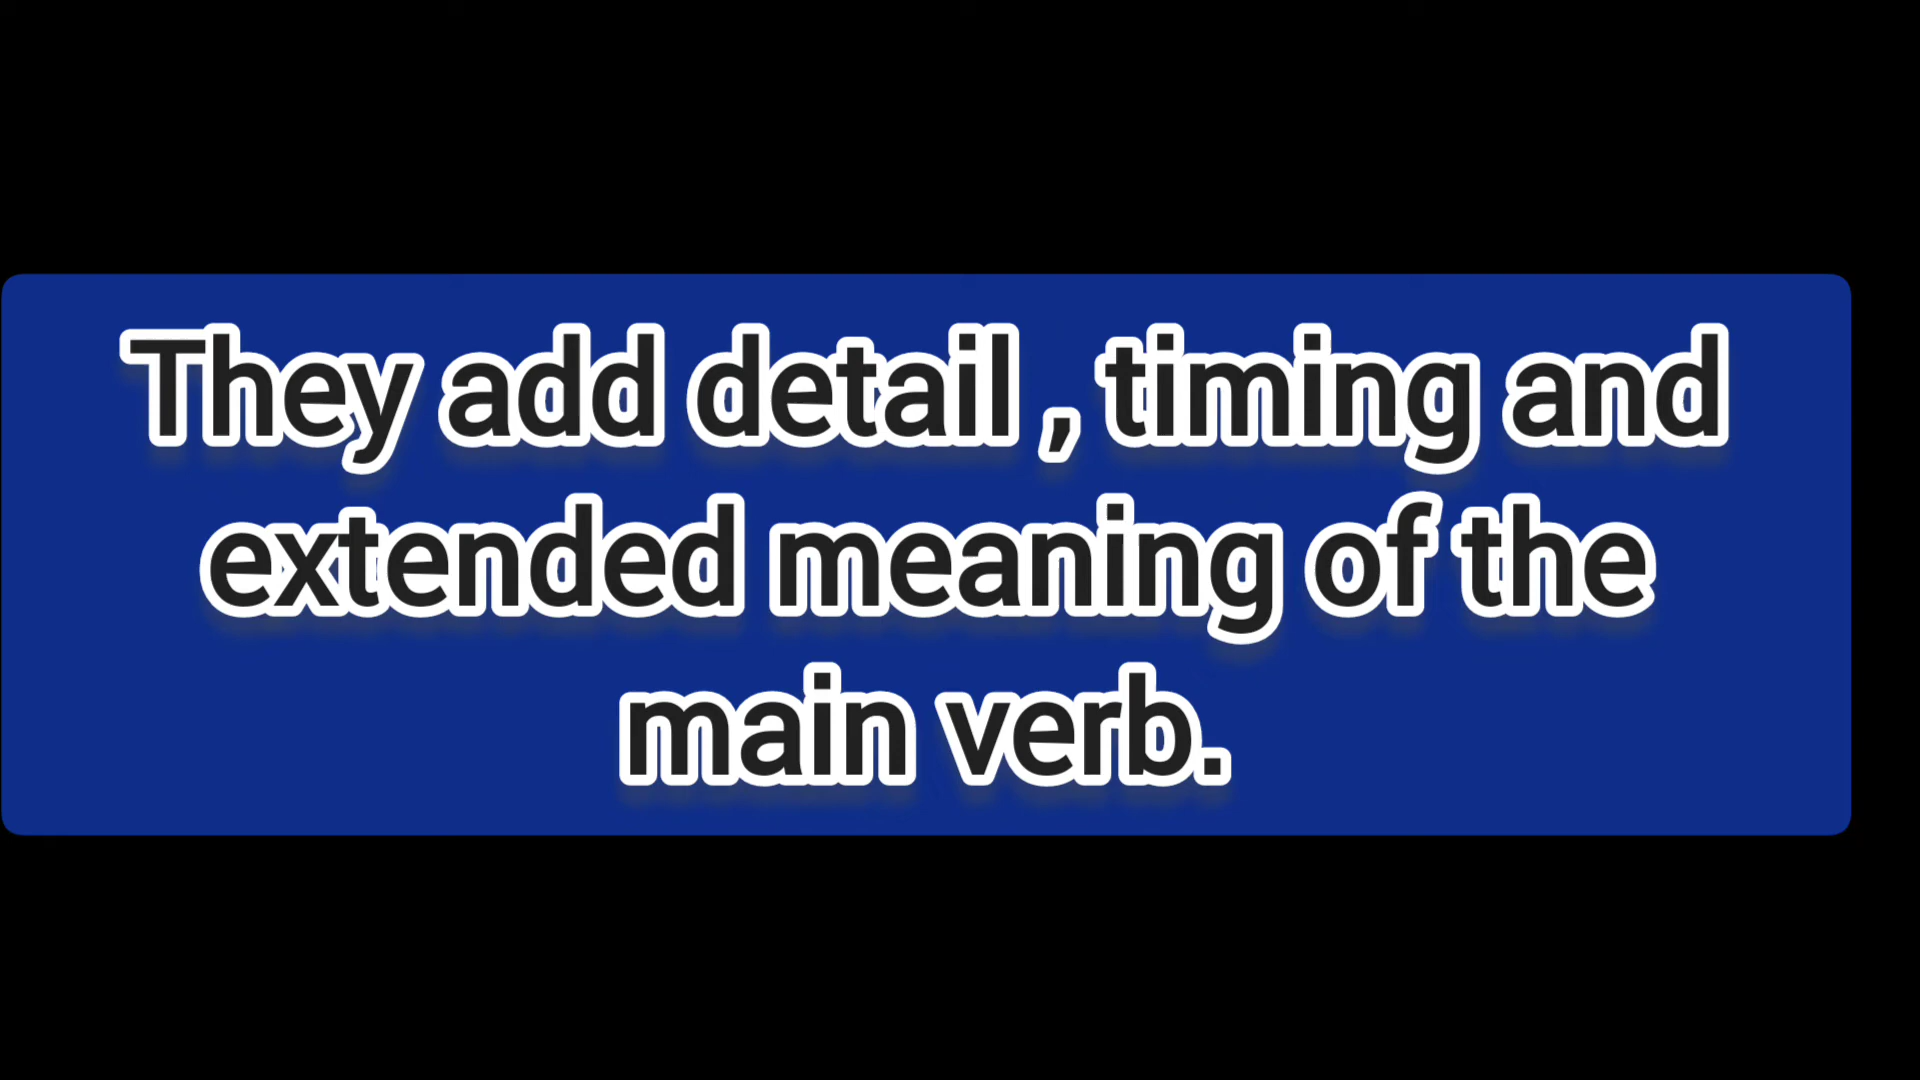 They add detail , timing and
extended meaning of the
main verb.